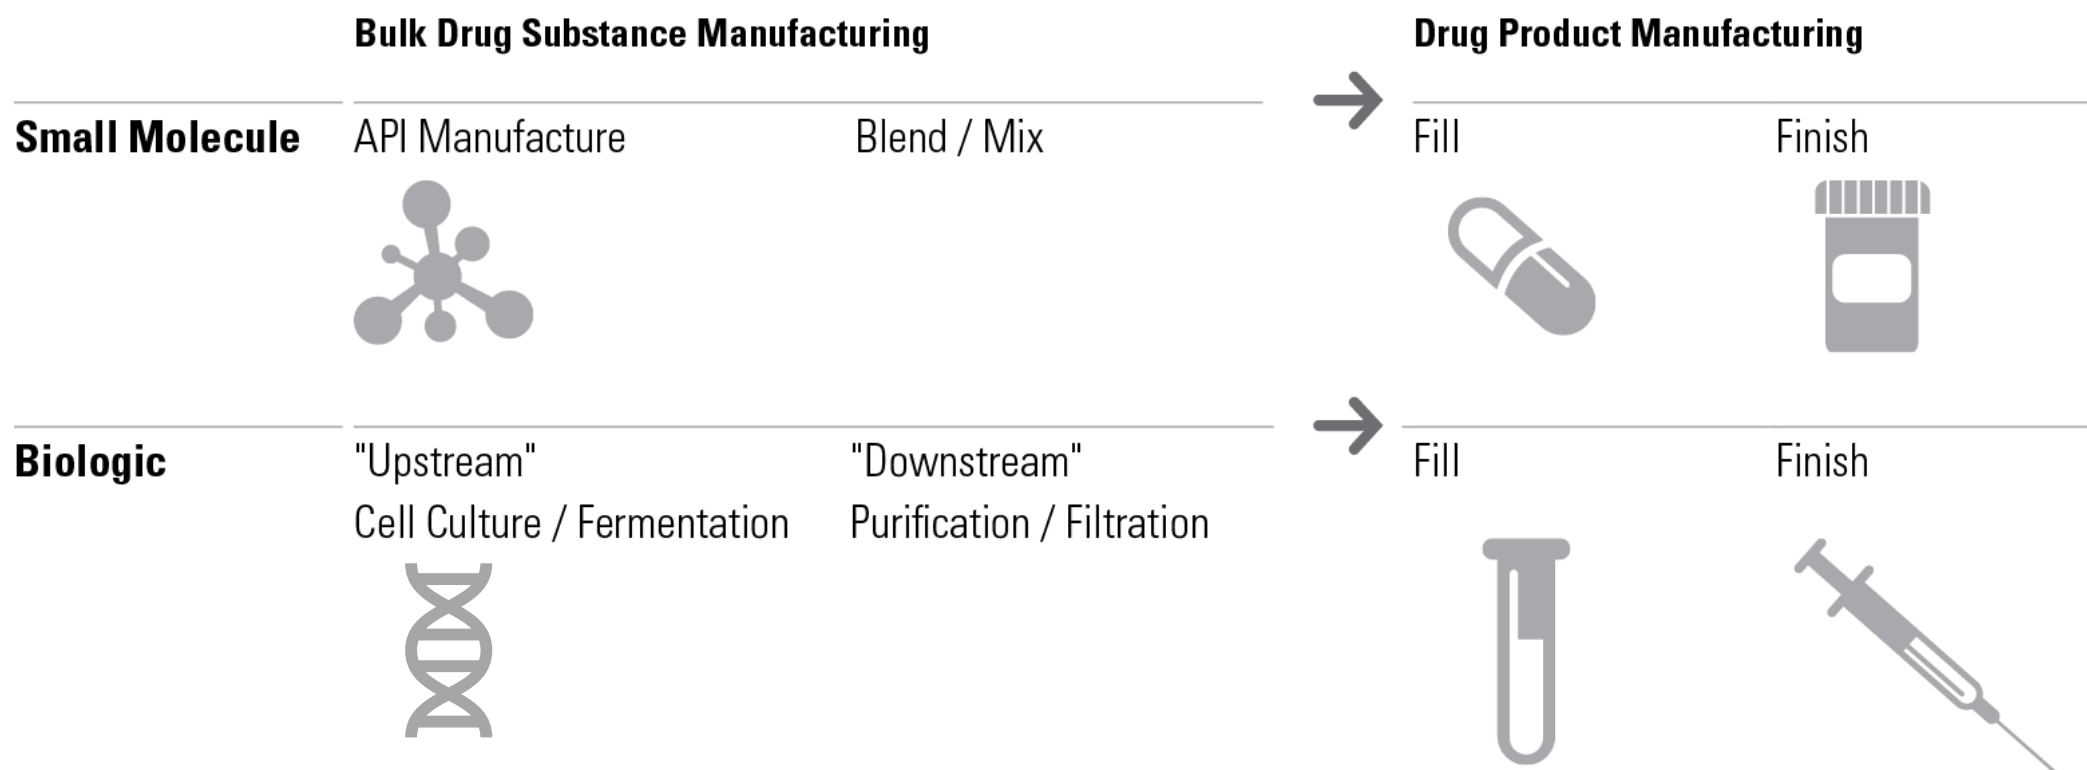 Bulk Drug Substance Manufacturing
Drug Product Manufacturing
Small Molecule
API Manufacture
Blend / Mix
Fill
Finish
Biologic
"Upstream"
"Downstream"
Fill
Finish
Cell Culture / Fermentation
Purification / Filtration